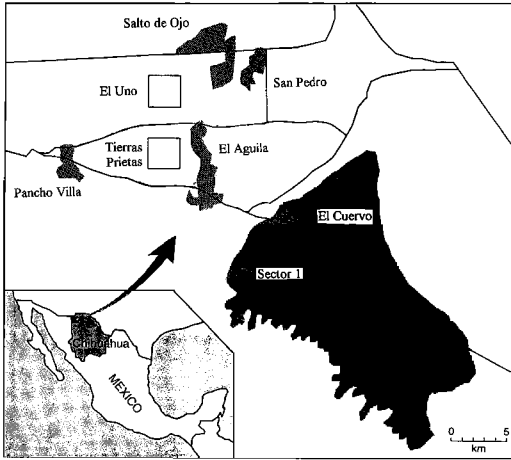 Salto de Ojo
El Uno
San Pedro
Tierras
Prietas
El Aguila
Pancho Villa
El Cuervo
Sector 1
Chihuahua
MEXICO
0 5
km